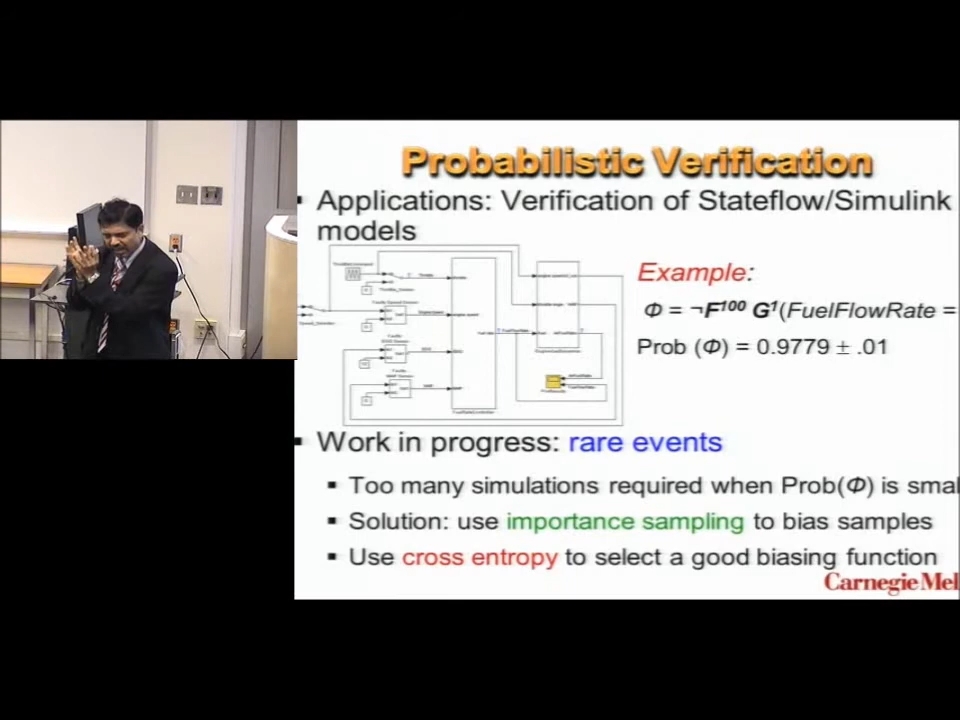 Probabilistic Verification
Applications: Verification of Stateflow/Simulink
models
Example:
Φ = ¬F¹⁰⁰ G¹(FuelFlowRate =
Prob (Φ) = 0.9779 ± .01
Work in progress: rare events
Too many simulations required when Prob(Φ) is smal
Solution: use importance sampling to bias samples
Use cross entropy to select a good biasing function
Carnegie Mel